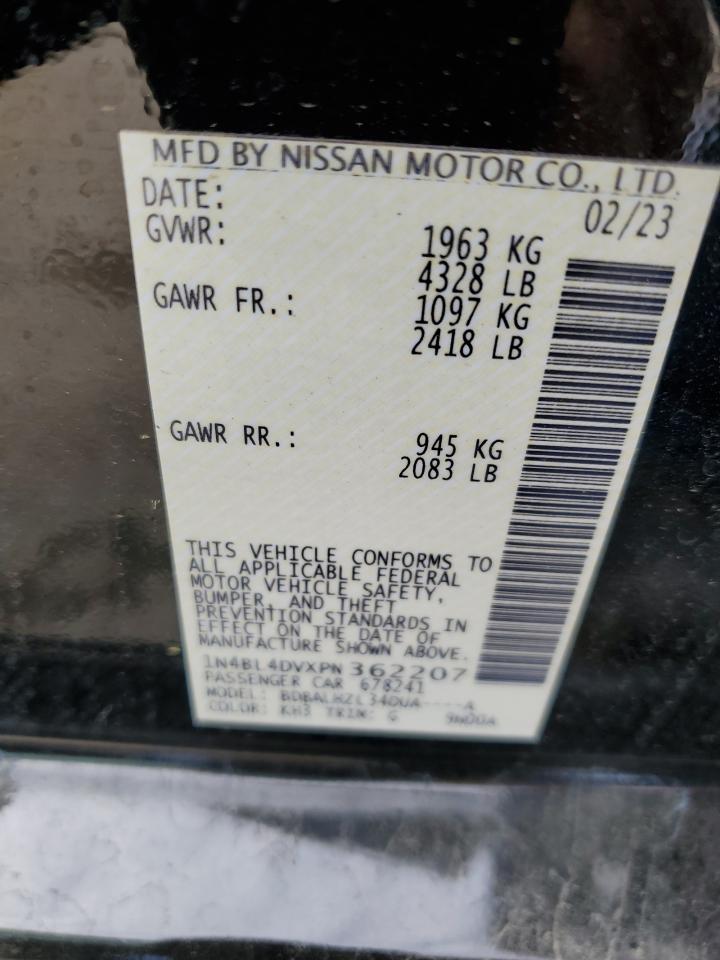 MFD BY NISSAN MOTOR CO., LTD.
DATE: 02/23
GVWR: 1963 KG
4328 LB
GAWR FR.: 1097 KG
2418 LB
GAWR RR.: 945 KG
2083 LB
THIS VEHICLE CONFORMS TO
ALL APPLICABLE FEDERAL
MOTOR VEHICLE SAFETY,
BUMPER, AND THEFT
PREVENTION STANDARDS IN
EFFECT ON THE DATE OF
MANUFACTURE SHOWN ABOVE.
1N4BL4DVXPN362207
PASSENGER CAR 678241
MODEL:
COLOR: KH3 TRIM: G